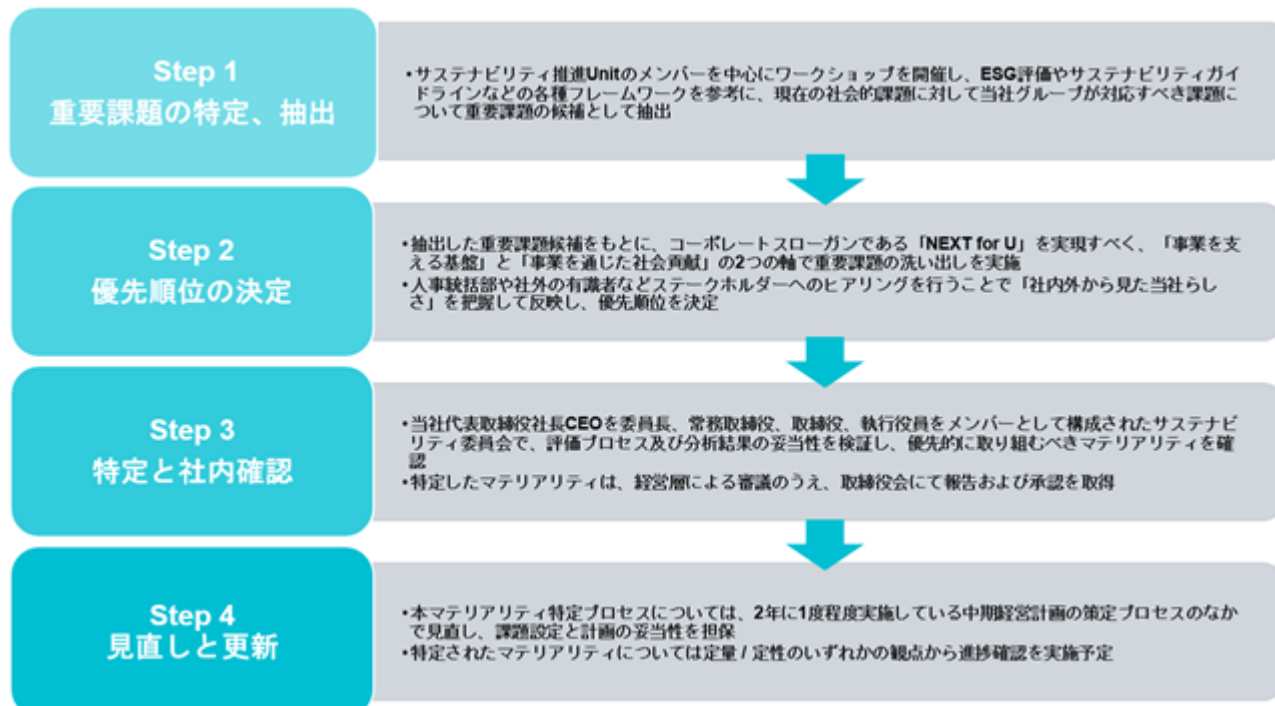 Step 1
重要課題の特定、抽出
•サステナビリティ推進Unitのメンバーを中心にワークショップを開催し、ESG評価やサステナビリティガイ
ドラインなどの各種フレームワークを参考に、現在の社会的課題に対して当社グループが対応すべき課題に
ついて重要課題の候補として抽出
Step 2
優先順位の決定
•抽出した重要課題候補をもとに、コーポレートスローガンである「NEXT for U」を実現すべく、「事業を支
える基盤」と「事業を通じた社会貢献」の2つの軸で重要課題の洗い出しを実施
•人事統括部や社外の有識者などステークホルダーへのヒアリングを行うことで「社内外から見た当社らし
さ」を把握して反映し、優先順位を決定
Step 3
特定と社内確認
•当社代表取締役社長CEOを委員長、常務取締役、取締役、執行役員をメンバーとして構成されたサステナビ
リティ委員会で、評価プロセス及び分析結果の妥当性を検証し、優先的に取り組むべきマテリアリティを確
認
•特定したマテリアリティは、経営層による審議のうえ、取締役会にて報告および承認を取得
Step 4
見直しと更新
•本マテリアリティ特定プロセスについては、2年に1度程度実施している中期経営計画の策定プロセスのなか
で見直し、課題設定と計画の妥当性を担保
•特定されたマテリアリティについては定量 / 定性のいずれかの観点から進捗確認を実施予定